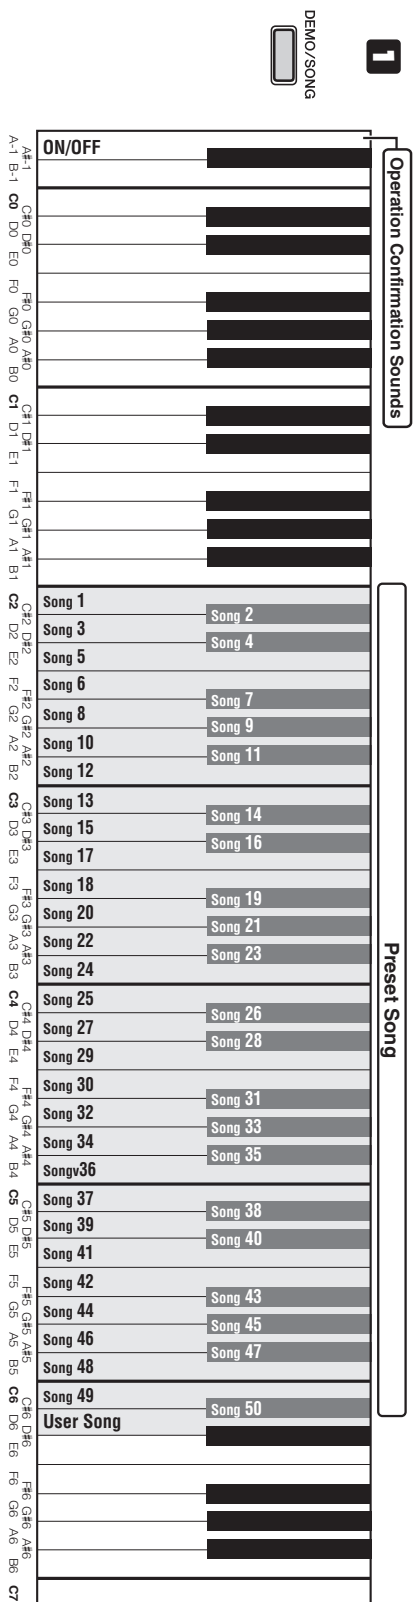 1
DEMO/SONG
Operation Confirmation Sounds
Preset Song
ON/OFF
Song 1
Song 2
Song 3
Song 4
Song 5
Song 6
Song 7
Song 8
Song 9
Song 10
Song 11
Song 12
Song 13
Song 14
Song 15
Song 16
Song 17
Song 18
Song 19
Song 20
Song 21
Song 22
Song 23
Song 24
Song 25
Song 26
Song 27
Song 28
Song 29
Song 30
Song 31
Song 32
Song 33
Song 34
Song 35
Songv36
Song 37
Song 38
Song 39
Song 40
Song 41
Song 42
Song 43
Song 44
Song 45
Song 46
Song 47
Song 48
Song 49
Song 50
User Song
A#-1 C#0 D#0 F#0 G#0 A#0 C#1 D#1 F#1 G#1 A#1 C#2 D#2 F#2 G#2 A#2 C#3 D#3 F#3 G#3 A#3 C#4 D#4 F#4 G#4 A#4 C#5 D#5 F#5 G#5 A#5 C#6 D#6 F#6 G#6 A#6
A-1 B-1 C0 D0 E0 F0 G0 A0 B0 C1 D1 E1 F1 G1 A1 B1 C2 D2 E2 F2 G2 A2 B2 C3 D3 E3 F3 G3 A3 B3 C4 D4 E4 F4 G4 A4 B4 C5 D5 E5 F5 G5 A5 B5 C6 D6 E6 F6 G6 A6 B6 C7